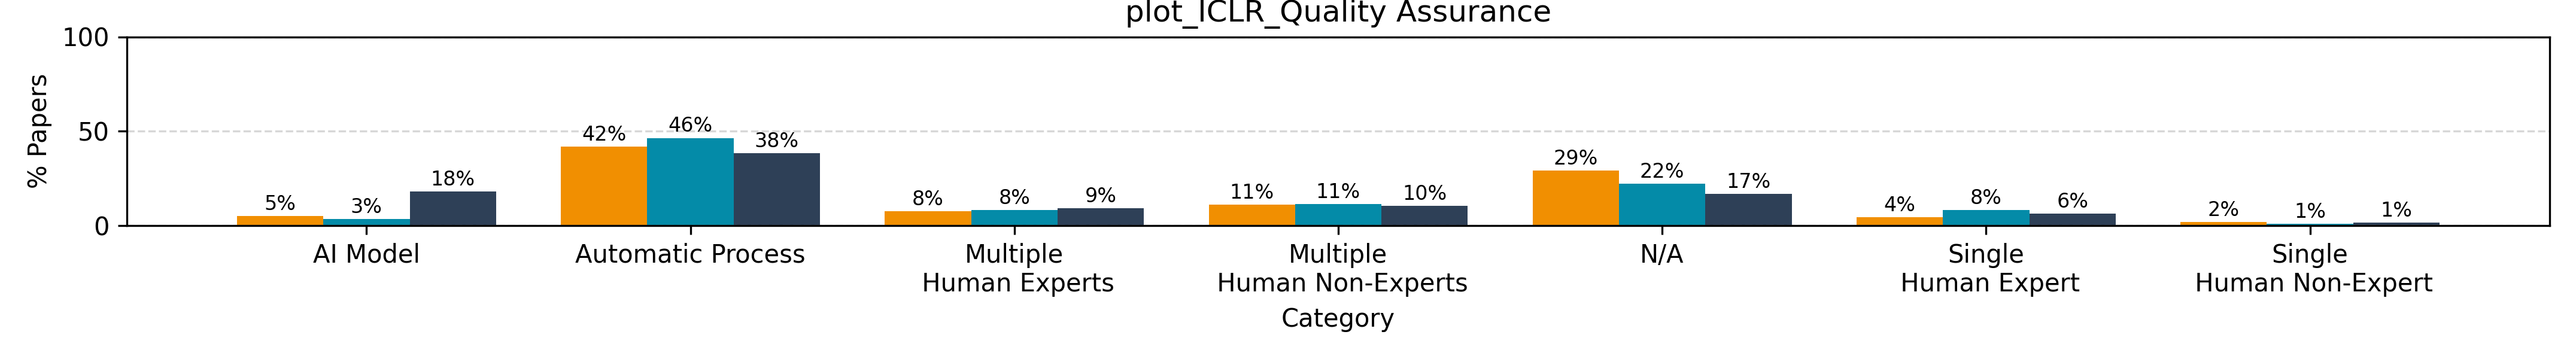 plot_ICLR_Quality Assurance
100
50
0
% Papers
5% 3% 18%
42% 46% 38%
8% 8% 9%
11% 11% 10%
29% 22% 17%
4% 8% 6%
2% 1% 1%
AI Model
Automatic Process
Multiple
Human Experts
Multiple
Human Non-Experts
N/A
Single
Human Expert
Single
Human Non-Expert
Category